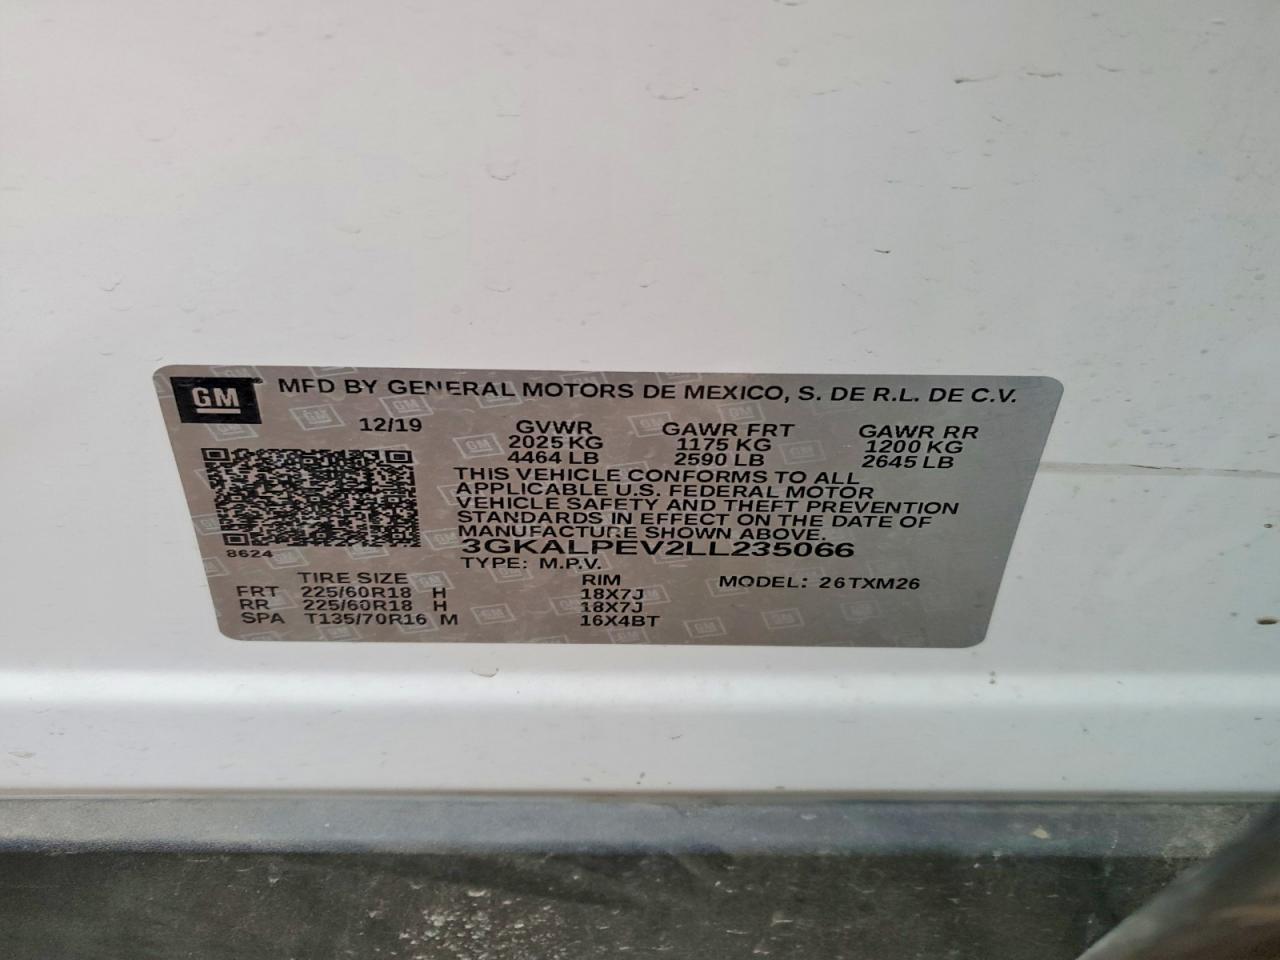 GM MFD BY GENERAL MOTORS DE MEXICO, S. DE R.L. DE C.V.
12/19 GVWR GAWR FRT GAWR RR
2025 KG 1175 KG 1200 KG
4464 LB 2590 LB 2645 LB
THIS VEHICLE CONFORMS TO ALL
APPLICABLE U.S. FEDERAL MOTOR
VEHICLE SAFETY AND THEFT PREVENTION
STANDARDS IN EFFECT ON THE DATE OF
MANUFACTURE SHOWN ABOVE.
8624 3GKALPEV2LL235066
TYPE: M.P.V.
TIRE SIZE RIM MODEL: 26TXM26
FRT 225/60R18 H 18X7J
RR 225/60R18 H 18X7J
SPA T135/70R16 M 16X4BT